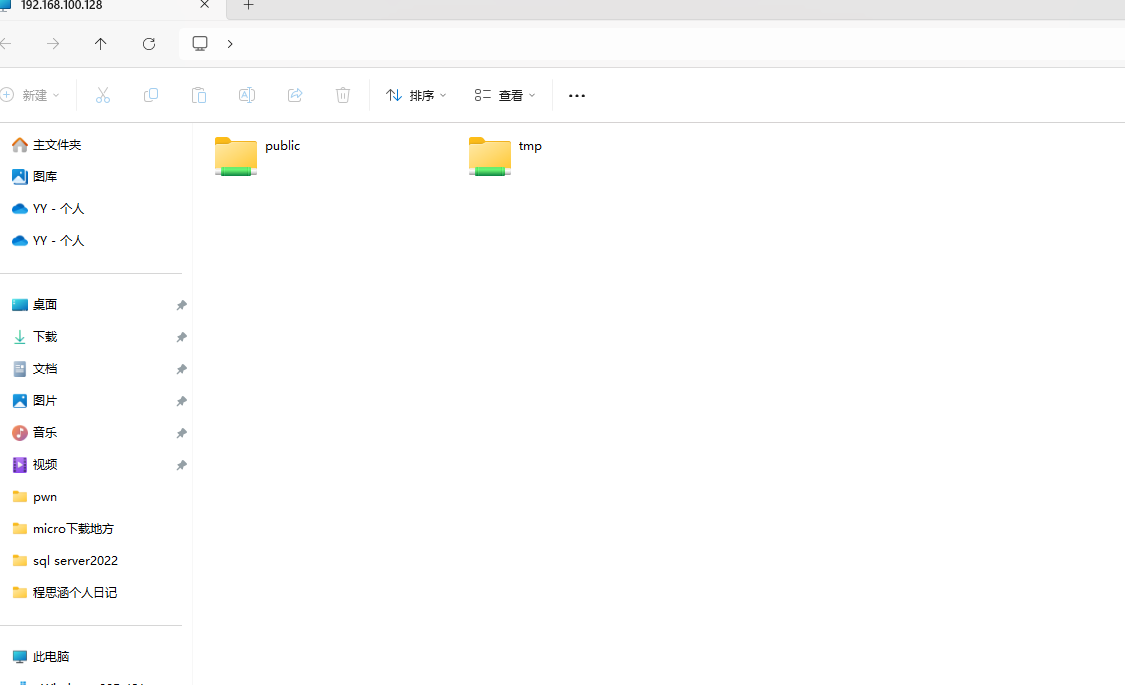 192.168.100.128
新建
排序
查看
主文件夹
图库
YY - 个人
YY - 个人
桌面
下载
文档
图片
音乐
视频
pwn
micro下载地方
sql server2022
程思涵个人日记
此电脑
public
tmp